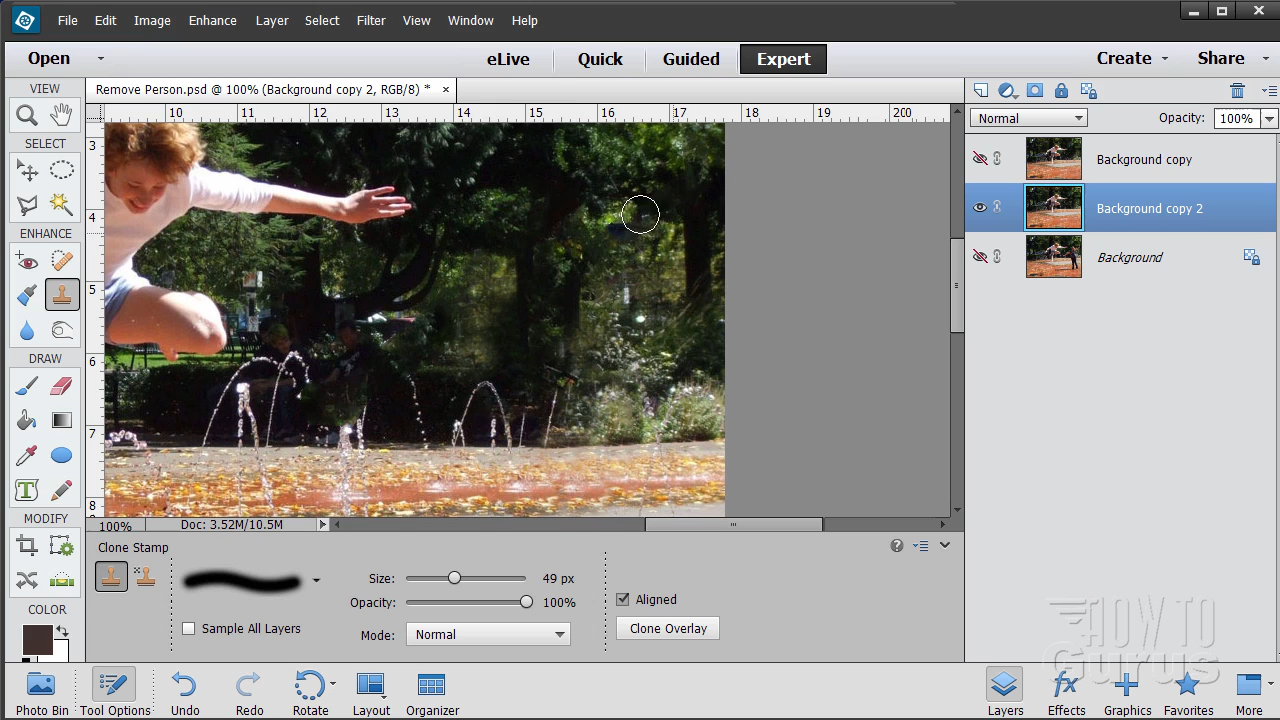 File Edit Image Enhance Layer Select Filter View Window Help
Open eLive Quick Guided Expert Create Share
VIEW
Remove Person.psd @ 100% (Background copy 2, RGB/8) * ×
10 11 12 13 14 15 16 17 18 19 200
Normal Opacity: 100%
3
SELECT
Background copy
4
Background copy 2
ENHANCE
Background
5
6
DRAW
7
8
MODIFY
100% Doc: 3.52M/10.5M
Clone Stamp
Size: 49 px
Opacity: 100%
Aligned
COLOR
Sample All Layers
Mode: Normal
Clone Overlay
HOW TO
Gurus
Photo Bin Tool Options Undo Redo Rotate Layout Organizer Layers Effects Graphics Favorites More